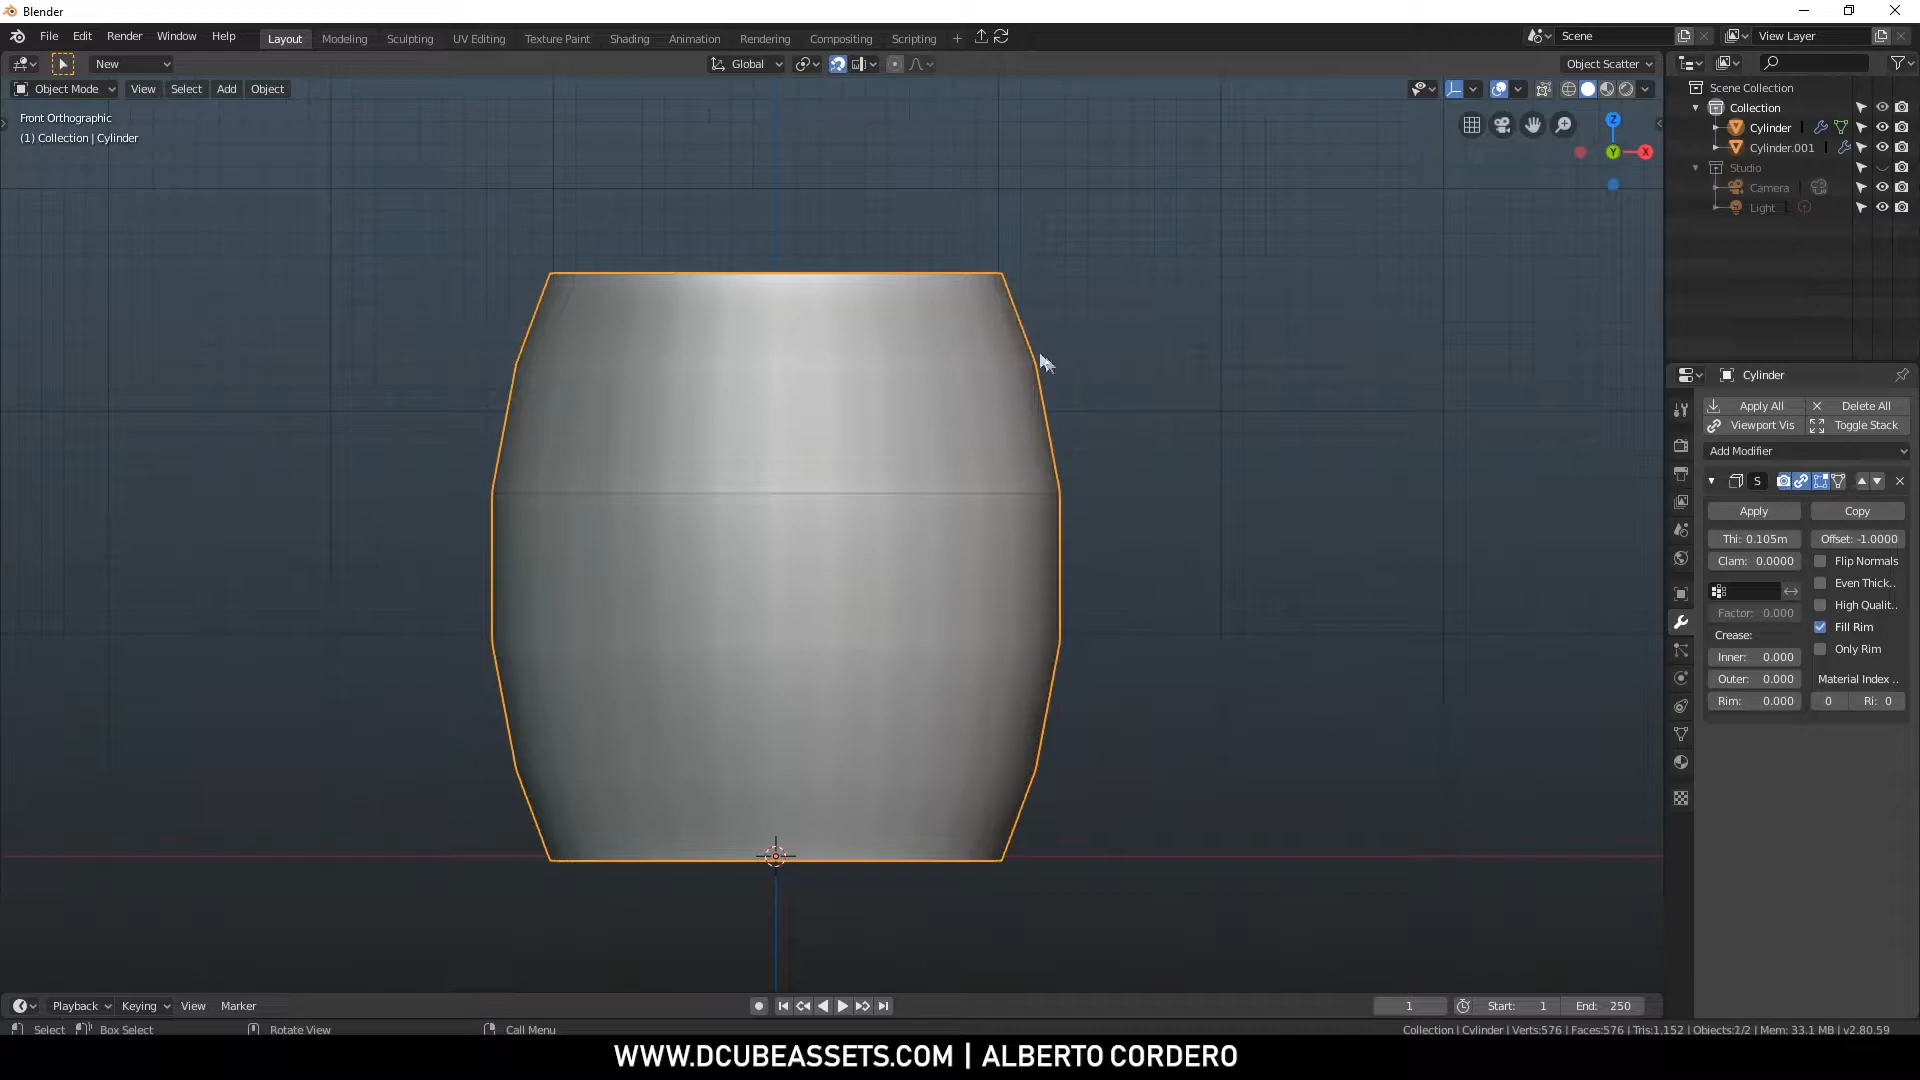 Blender
File Edit Render Window Help Layout Modeling Sculpting UV Editing Texture Paint Shading Animation Rendering Compositing Scripting + Scene View Layer
New Global Object Scatter
Object Mode View Select Add Object
Front Orthographic
(1) Collection | Cylinder
Z
Y X
Scene Collection
Collection
Cylinder
Cylinder.001
Studio
Camera
Light
Cylinder
Apply All Delete All
Viewport Vis Toggle Stack
Add Modifier
S
Apply Copy
Thi: 0.105m Offset: -1.0000
Clam: 0.0000 Flip Normals
Even Thick..
High Qualit..
Factor: 0.000
Fill Rim
Crease:
Only Rim
Inner: 0.000
Outer: 0.000 Material Index ..
Rim: 0.000 0 Ri: 0
Playback Keying View Marker 1 Start: 1 End: 250
Select Box Select Rotate View Call Menu Collection | Cylinder | Verts:576 | Faces:576 | Tris:1,152 | Objects:2/2 | Mem: 33.1 MB | v2.80.59
WWW.DCUBEASSETS.COM | ALBERTO CORDERO